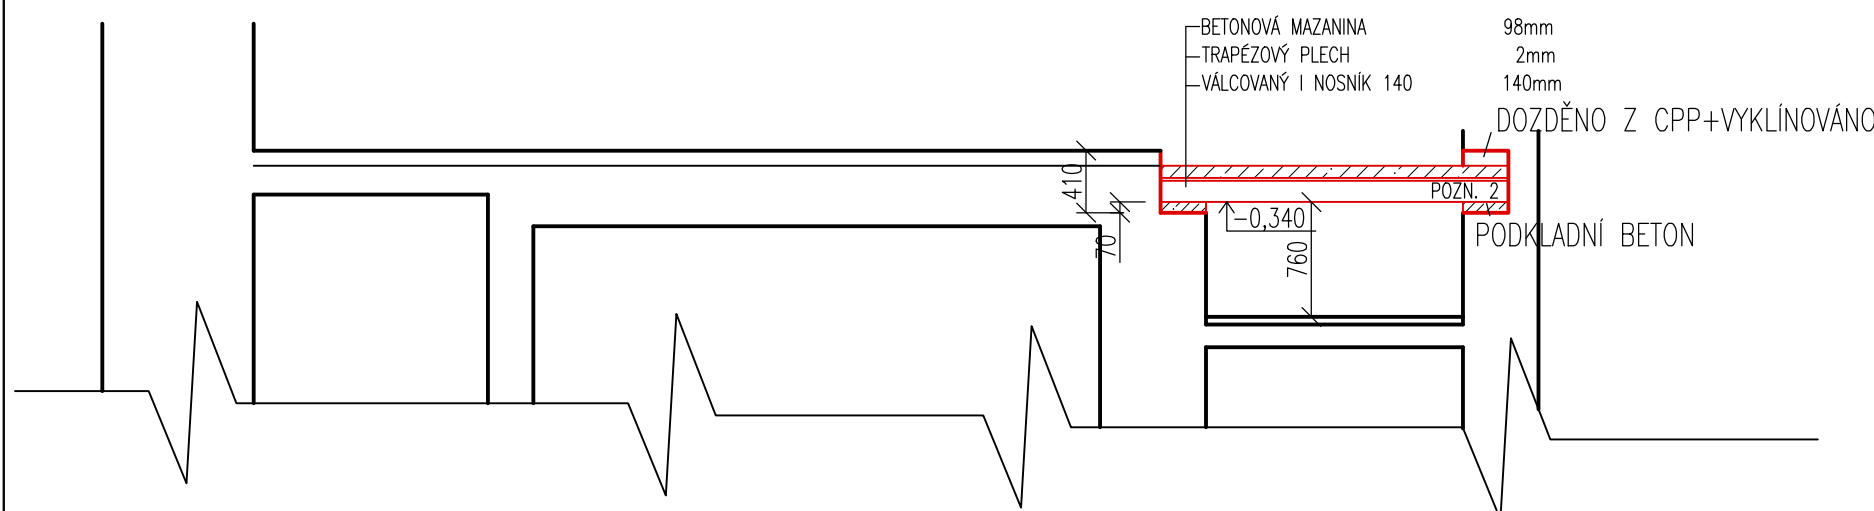 BETONOVÁ MAZANINA 98mm
TRAPÉZOVÝ PLECH 2mm
VÁLCOVANÝ I NOSNÍK 140 140mm
DOZDĚNO Z CPP+VYKLÍNOVÁNO
410
POZN. 2
-0,340
PODKLADNÍ BETON
70
760